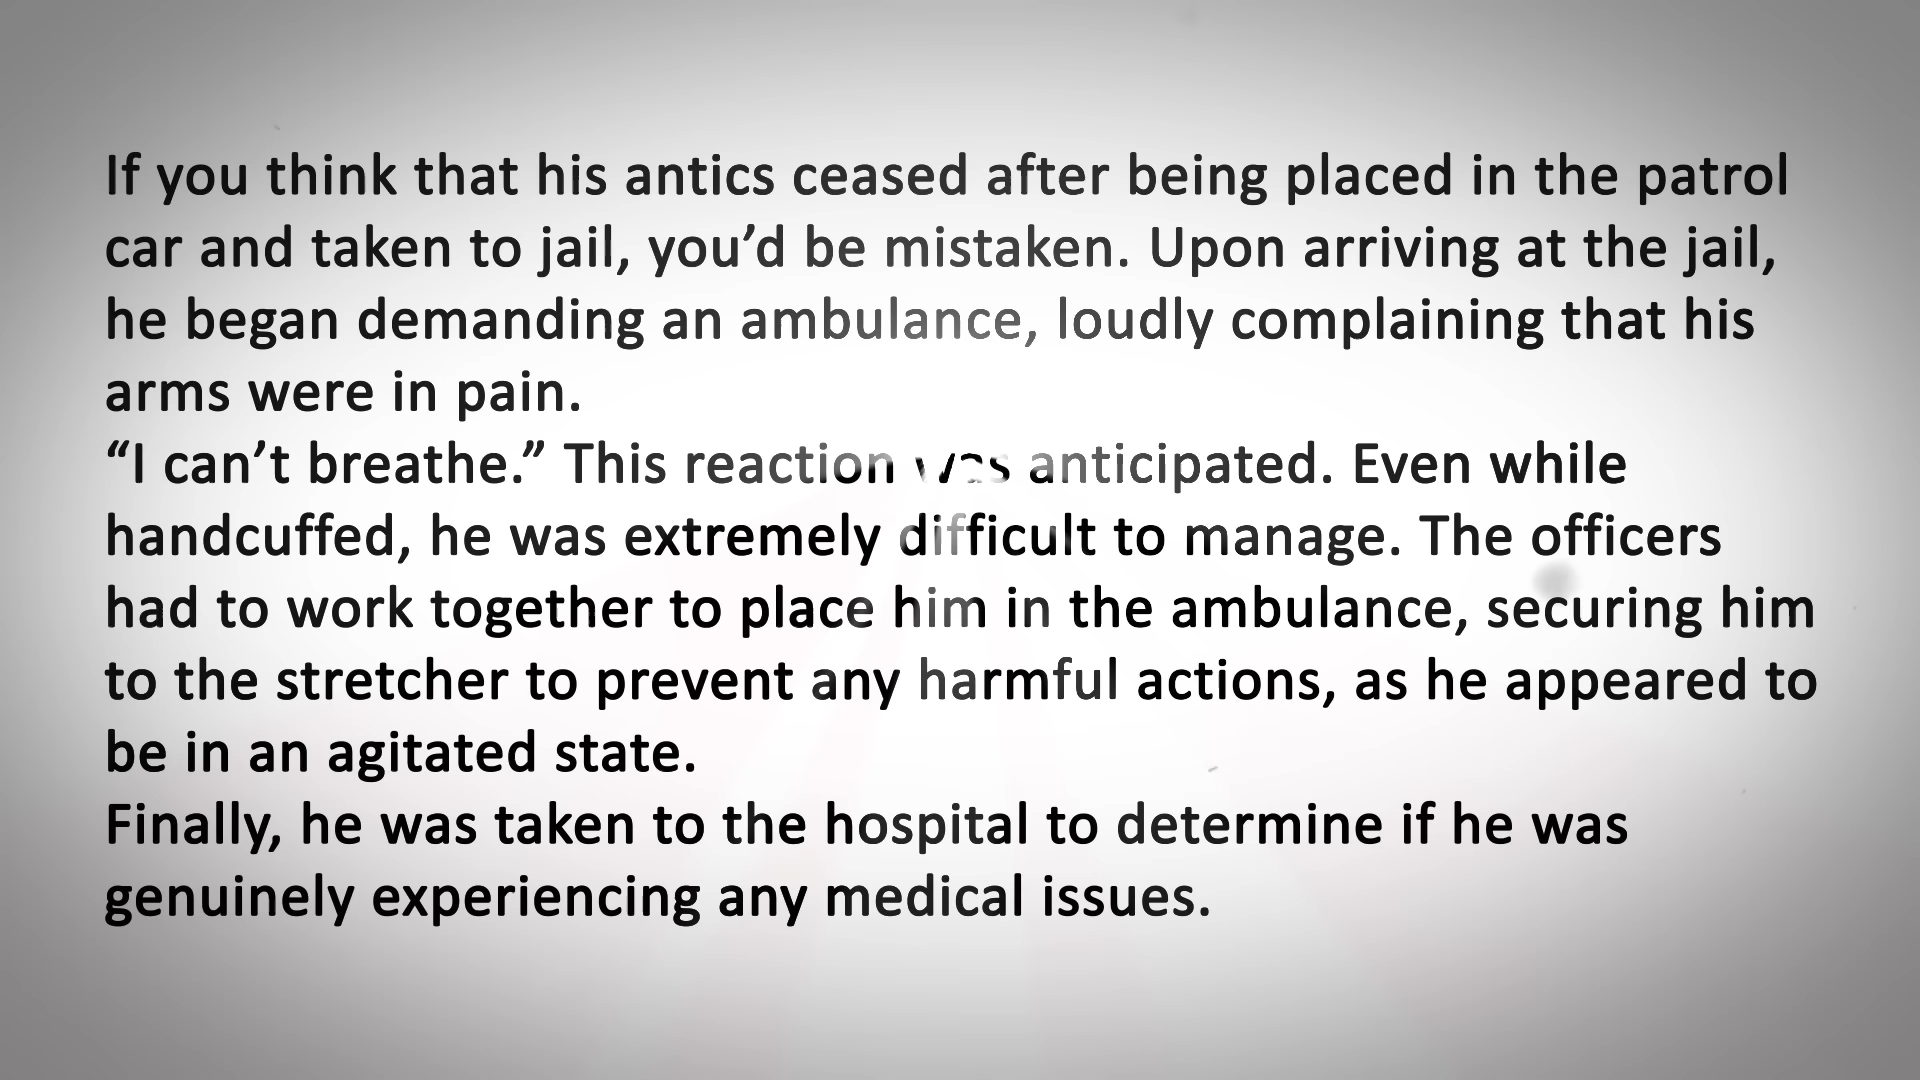 If you think that his antics ceased after being placed in the patrol
car and taken to jail, you’d be mistaken. Upon arriving at the jail,
he began demanding an ambulance, loudly complaining that his
arms were in pain.
“I can’t breathe.” This reaction was anticipated. Even while
handcuffed, he was extremely difficult to manage. The officers
had to work together to place him in the ambulance, securing him
to the stretcher to prevent any harmful actions, as he appeared to
be in an agitated state.
Finally, he was taken to the hospital to determine if he was
genuinely experiencing any medical issues.